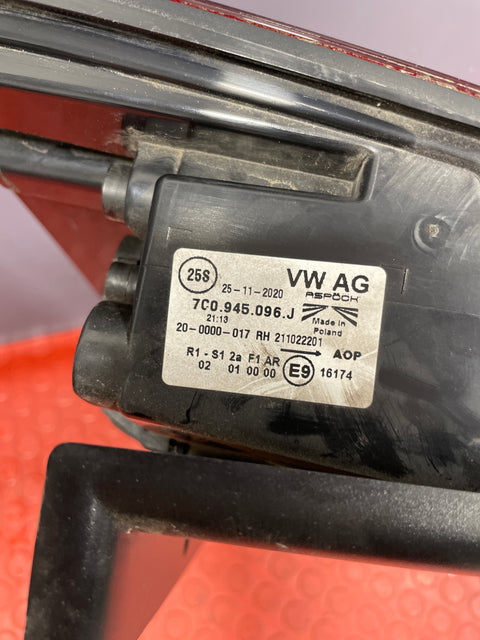 25S 25-11-2020 VW AG
ASPÖCK
7C0.945.096.J
21:13 Made in Poland
20-0000-017 RH 211022201
R1 - S1 2a F1 AR AOP
02 01 00 00 E9 16174